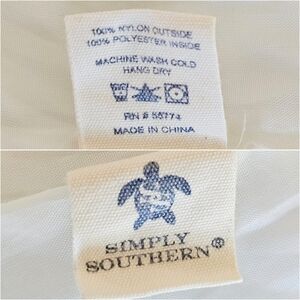 100% NYLON OUTSIDE
100% POLYESTER INSIDE
MACHINE WASH COLD
HANG DRY
RN # 55774
MADE IN CHINA
SIMPLY
SOUTHERN®